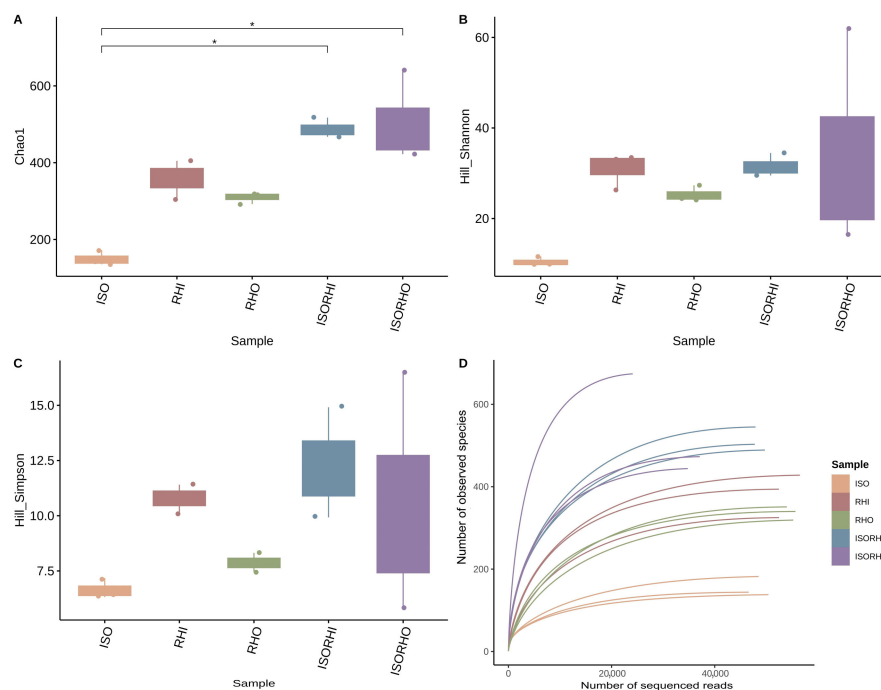 A
*
*
Chao1
600
400
200
ISO
RHI
RHO
ISORHI
ISORHO
Sample
B
Hill_Shannon
60
40
20
ISO
RHI
RHO
ISORHI
ISORHO
Sample
C
Hill_Simpson
15.0
12.5
10.0
7.5
ISO
RHI
RHO
ISORHI
ISORHO
Sample
D
Number of observed species
600
400
200
0
0
20,000
40,000
Number of sequenced reads
Sample
ISO
RHI
RHO
ISORH
ISORH